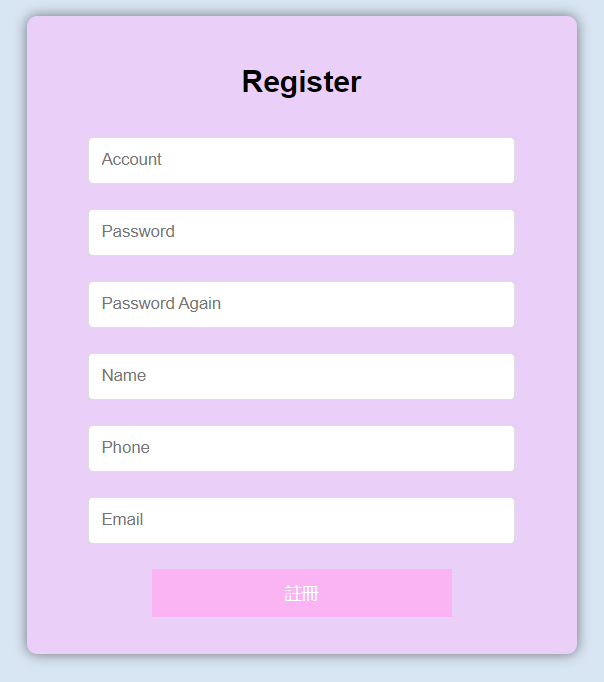 Register
Account
Password
Password Again
Name
Phone
Email
註冊